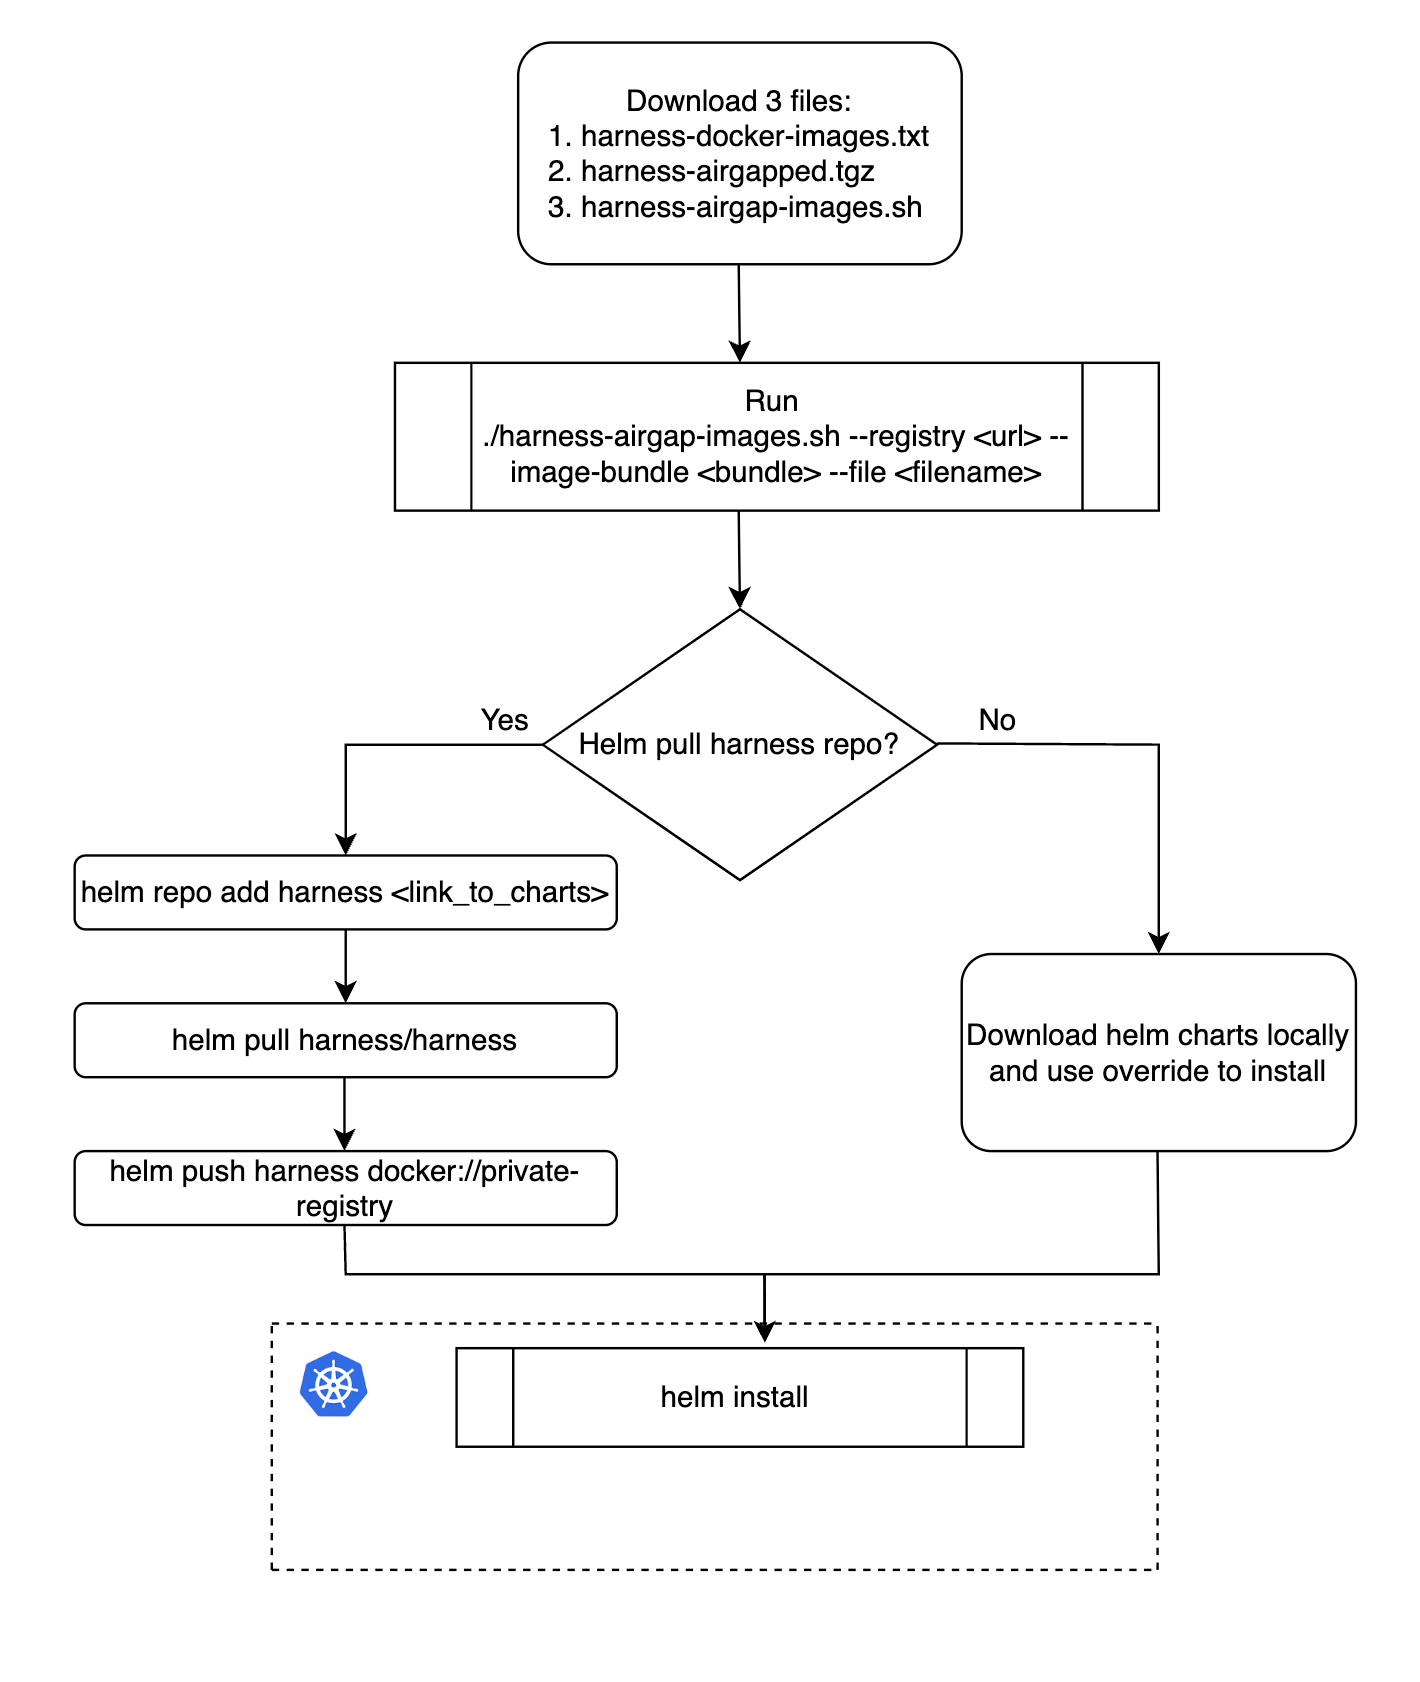 Download 3 files:
1. harness-docker-images.txt
2. harness-airgapped.tgz
3. harness-airgap-images.sh
Run
./harness-airgap-images.sh --registry <url> --
image-bundle <bundle> --file <filename>
Helm pull harness repo?
Yes
No
helm repo add harness <link_to_charts>
helm pull harness/harness
helm push harness docker://private-
registry
Download helm charts locally
and use override to install
helm install